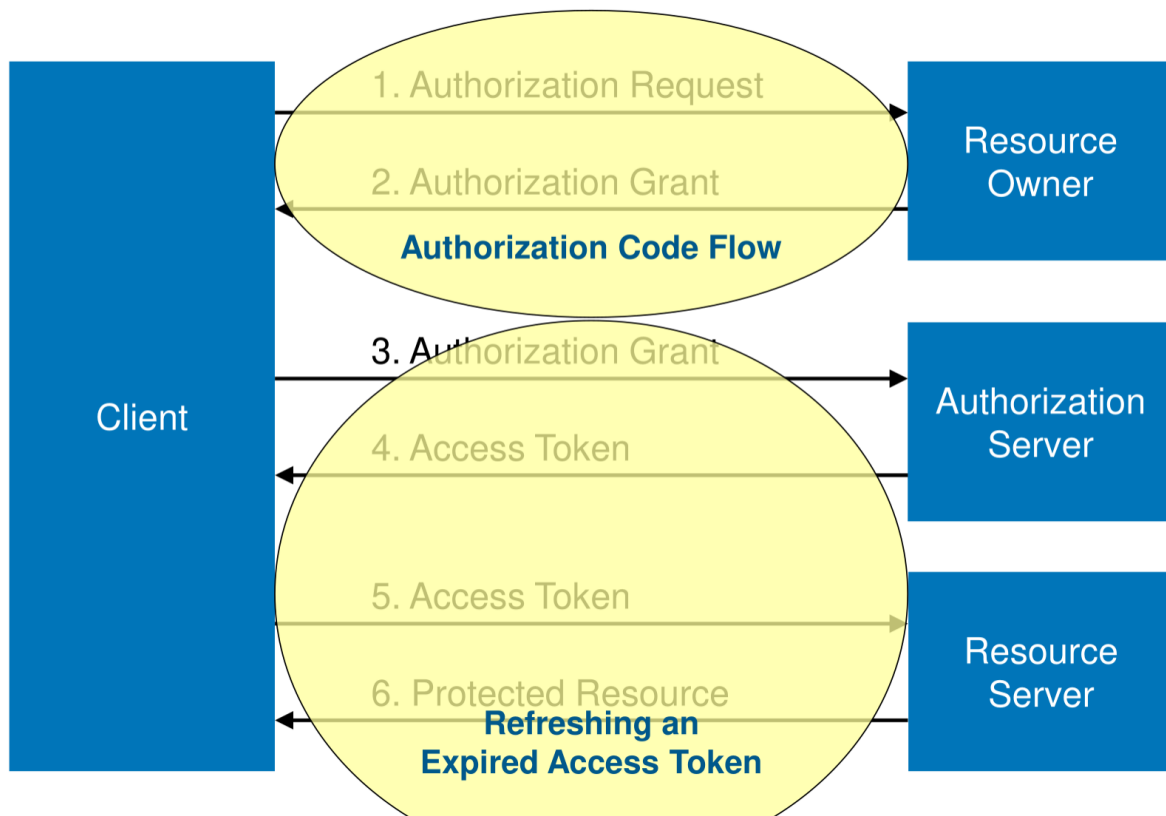 1. Authorization Request
Resource
Owner
2. Authorization Grant
Authorization Code Flow
3. Authorization Grant
Client
Authorization
Server
4. Access Token
5. Access Token
Resource
Server
6. Protected Resource
Refreshing an
Expired Access Token